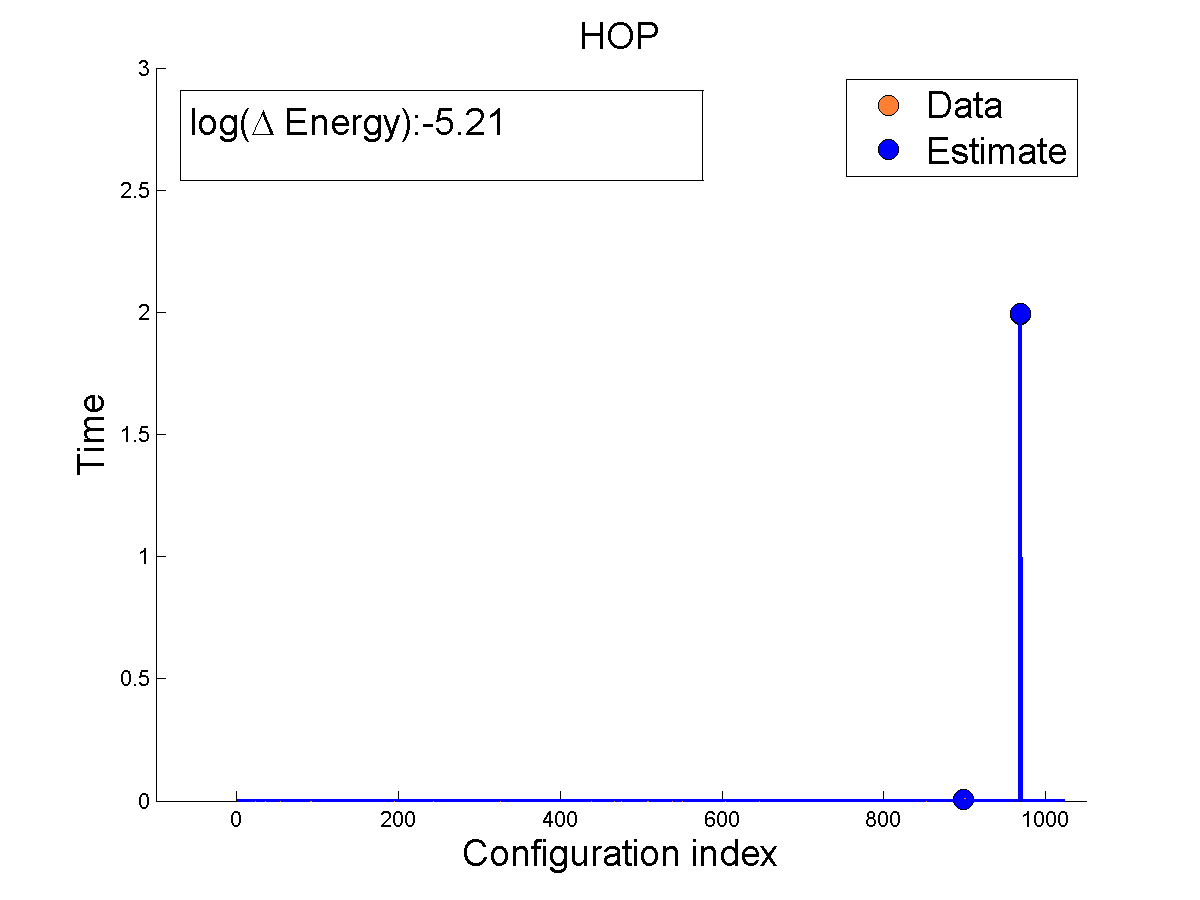 HOP
3
log(Δ Energy):-5.21
Data
Estimate
2.5
2
1.5
1
0.5
0
Time
0 200 400 600 800 1000
Configuration index